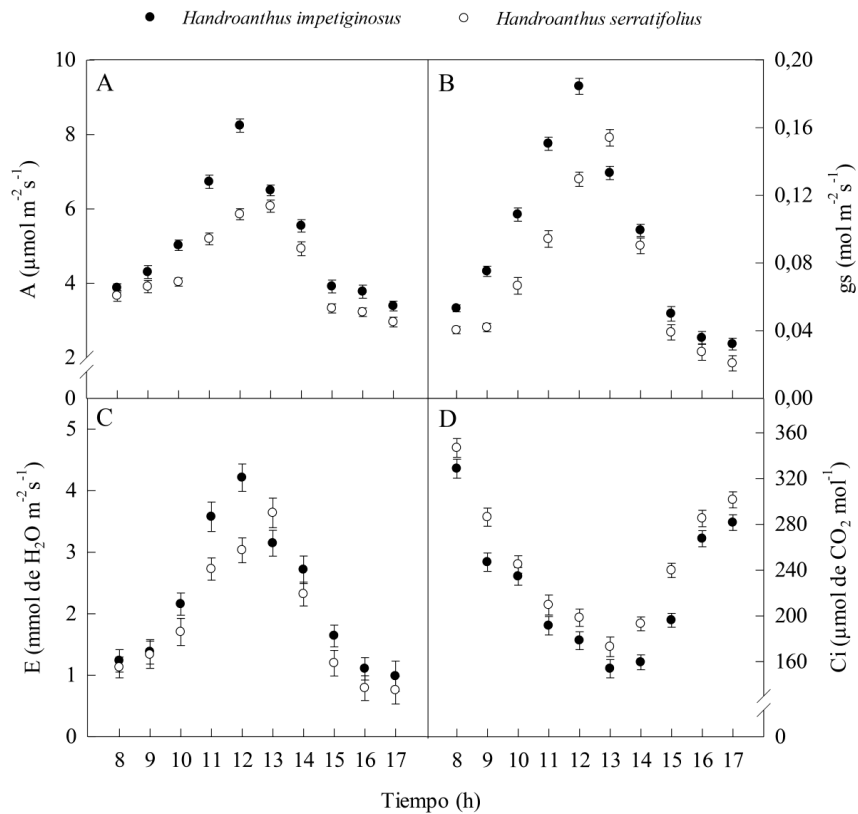 Handroanthus impetiginosus Handroanthus serratifolius
A
10
8
6
4
2
0
A (µmol m⁻² s⁻¹)
B
0,20
0,16
0,12
0,08
0,04
0,00
gs (mol m⁻² s⁻¹)
C
5
4
3
2
1
0
E (mmol de H₂O m⁻² s⁻¹)
D
360
320
280
240
200
160
0
Ci (µmol de CO₂ mol⁻¹)
8 9 10 11 12 13 14 15 16 17 8 9 10 11 12 13 14 15 16 17
Tiempo (h)